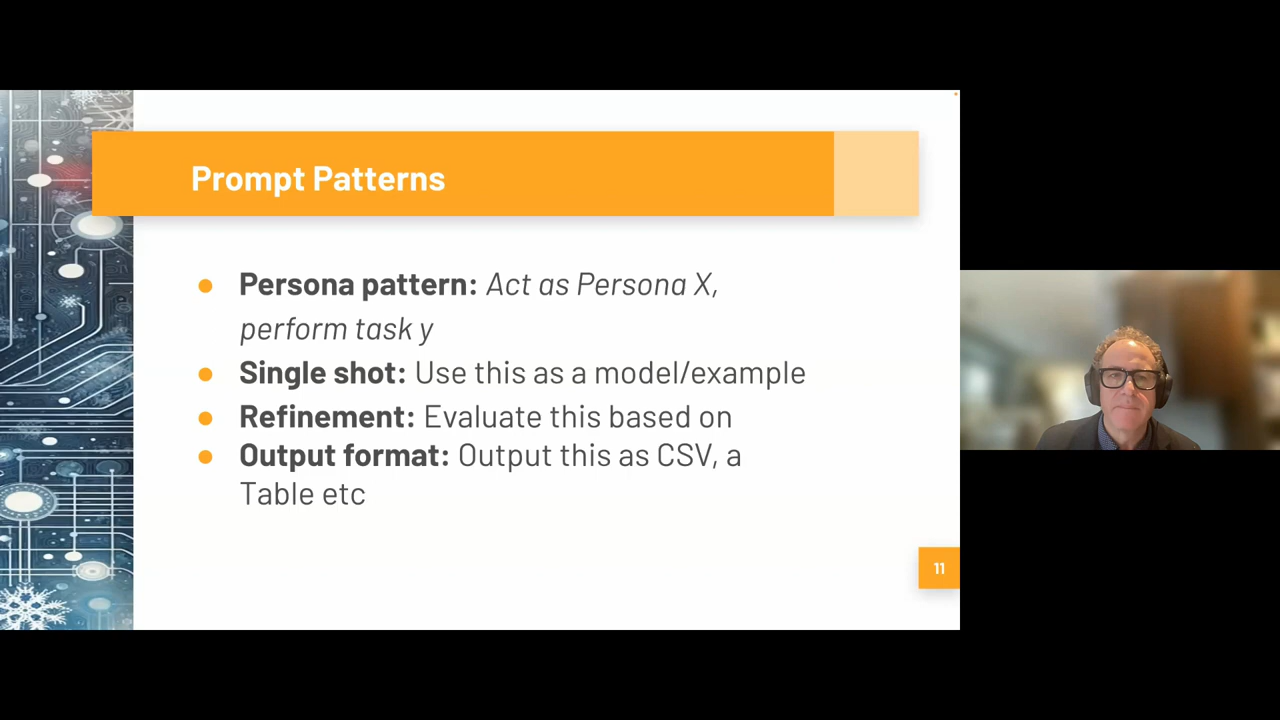 Prompt Patterns
● Persona pattern: Act as Persona X,
perform task y
● Single shot: Use this as a model/example
● Refinement: Evaluate this based on
● Output format: Output this as CSV, a
Table etc
11